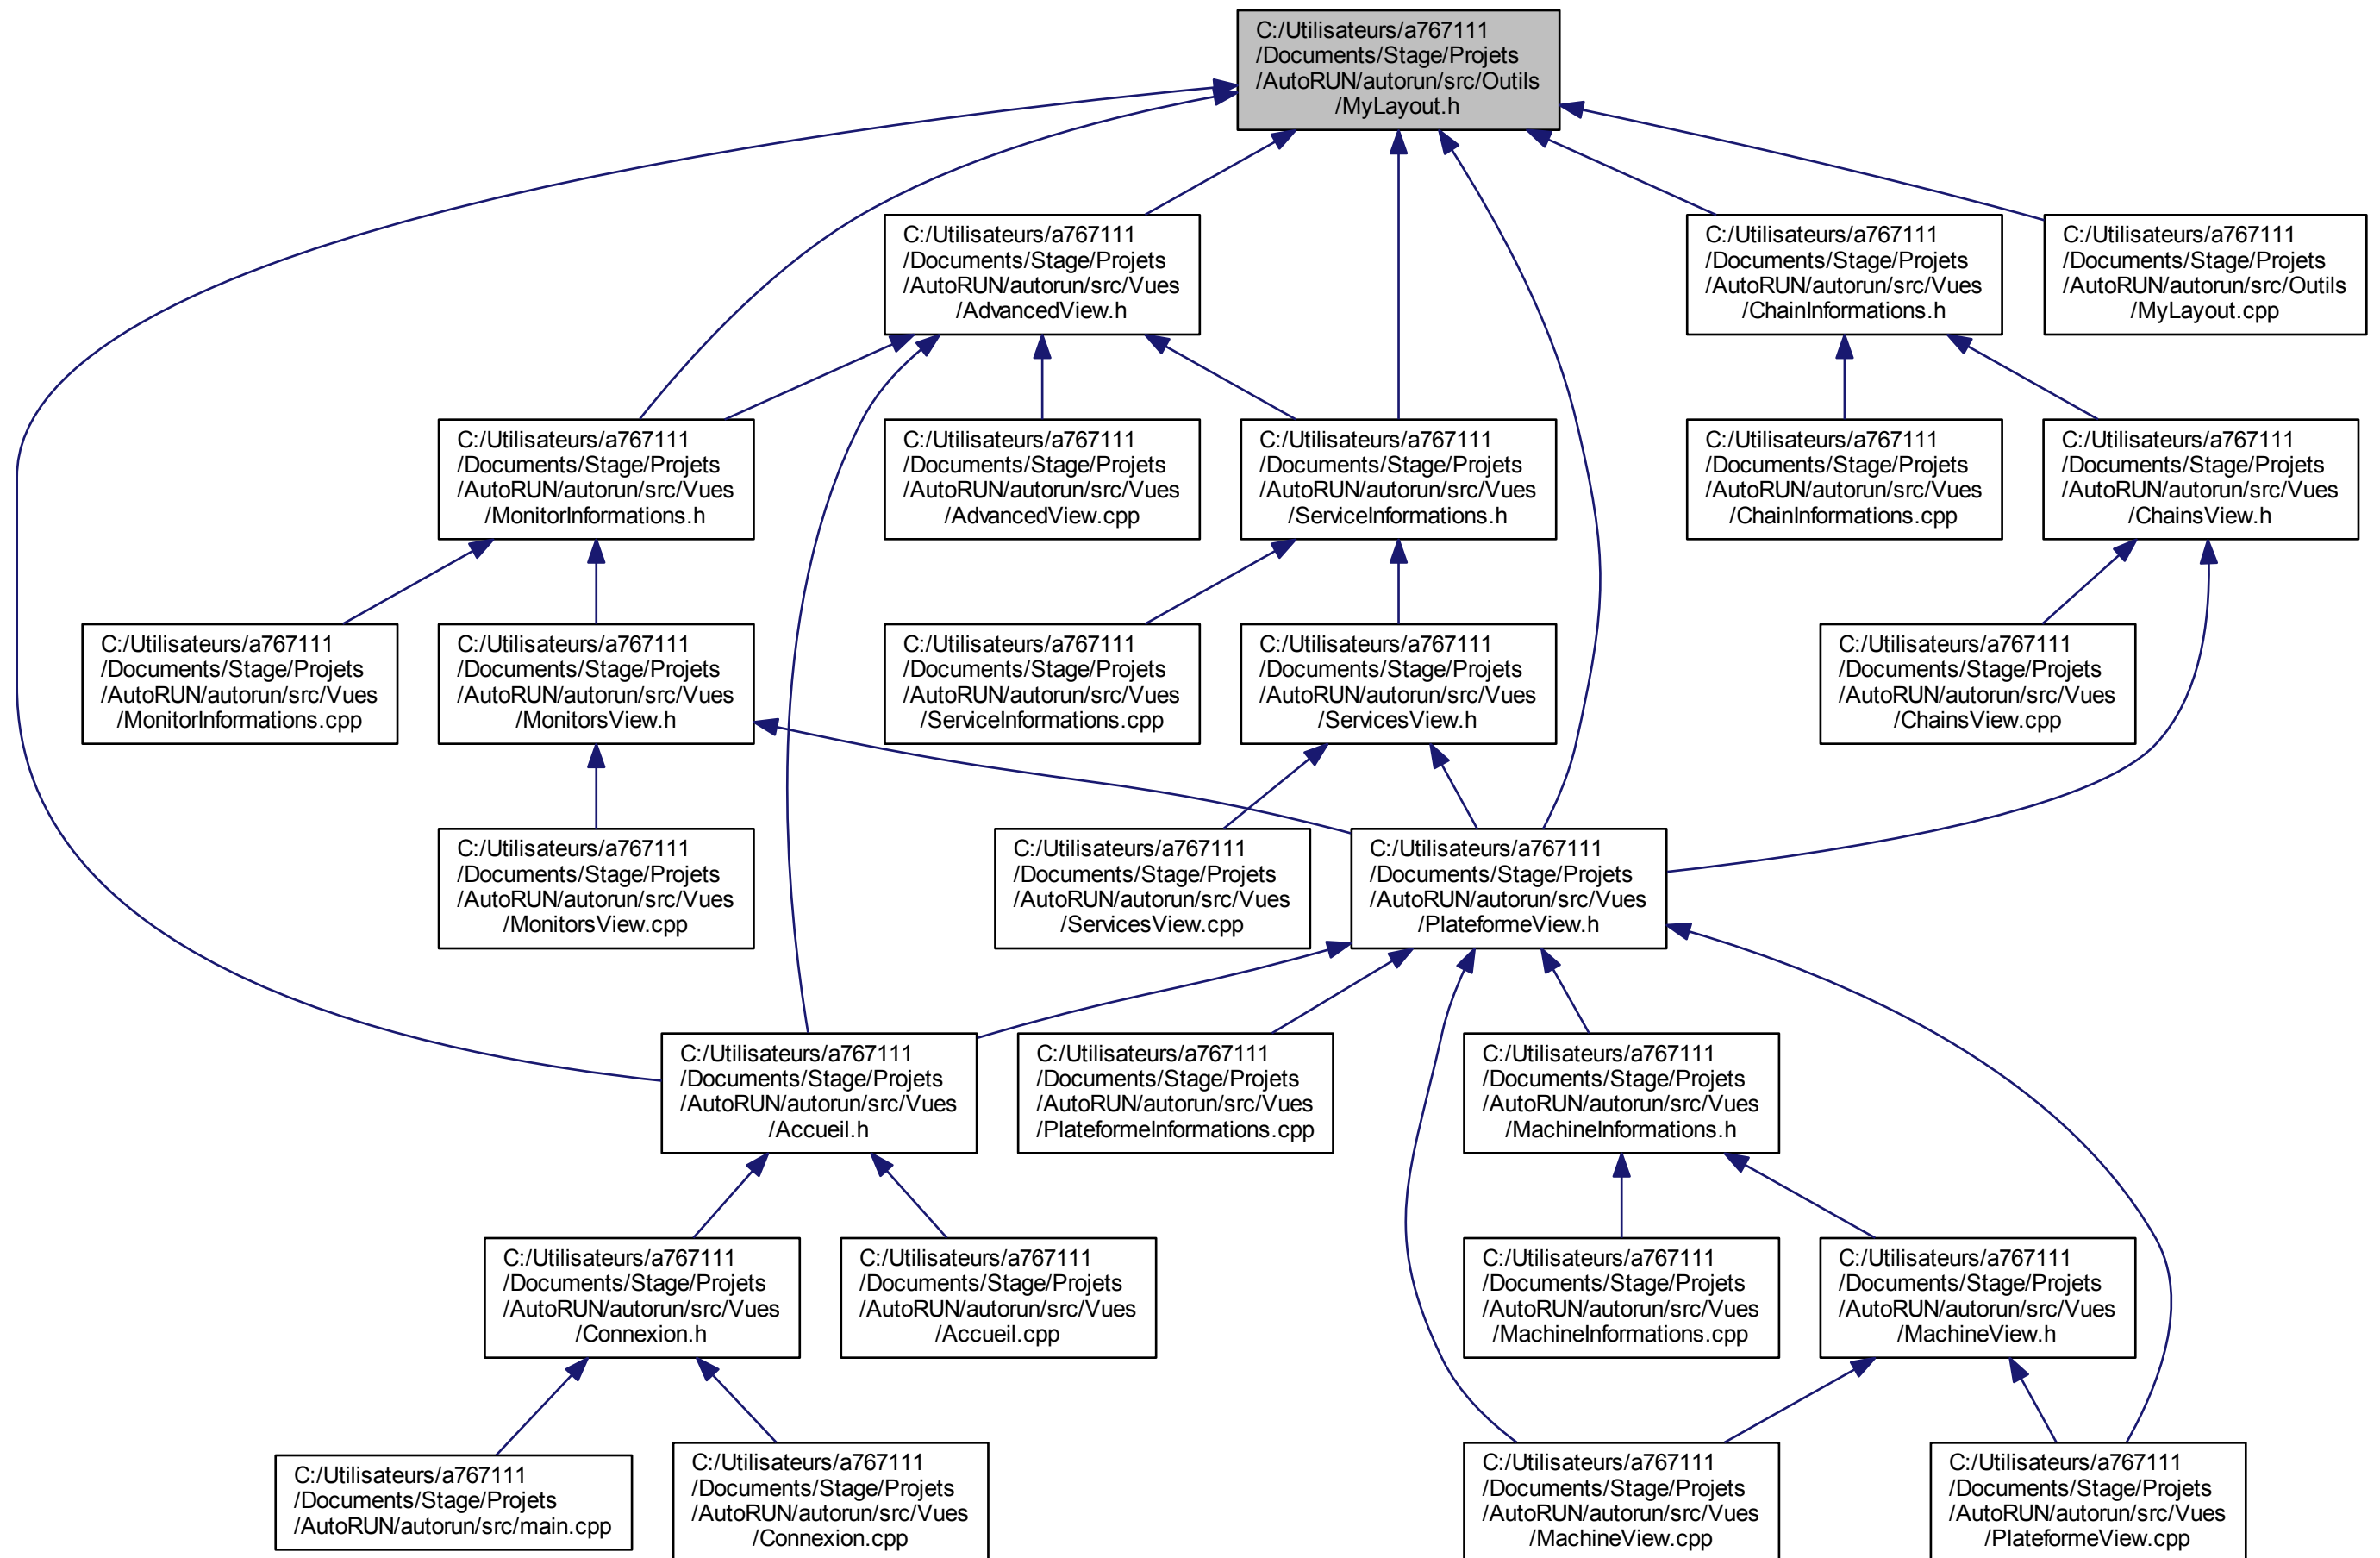 C:/Utilisateurs/a767111
/Documents/Stage/Projets
/AutoRUN/autorun/src/Outils
/MyLayout.h
C:/Utilisateurs/a767111
/Documents/Stage/Projets
/AutoRUN/autorun/src/Vues
/AdvancedView.h
C:/Utilisateurs/a767111
/Documents/Stage/Projets
/AutoRUN/autorun/src/Vues
/ChainInformations.h
C:/Utilisateurs/a767111
/Documents/Stage/Projets
/AutoRUN/autorun/src/Outils
/MyLayout.cpp
C:/Utilisateurs/a767111
/Documents/Stage/Projets
/AutoRUN/autorun/src/Vues
/MonitorInformations.h
C:/Utilisateurs/a767111
/Documents/Stage/Projets
/AutoRUN/autorun/src/Vues
/AdvancedView.cpp
C:/Utilisateurs/a767111
/Documents/Stage/Projets
/AutoRUN/autorun/src/Vues
/ServiceInformations.h
C:/Utilisateurs/a767111
/Documents/Stage/Projets
/AutoRUN/autorun/src/Vues
/ChainInformations.cpp
C:/Utilisateurs/a767111
/Documents/Stage/Projets
/AutoRUN/autorun/src/Vues
/ChainsView.h
C:/Utilisateurs/a767111
/Documents/Stage/Projets
/AutoRUN/autorun/src/Vues
/MonitorInformations.cpp
C:/Utilisateurs/a767111
/Documents/Stage/Projets
/AutoRUN/autorun/src/Vues
/MonitorsView.h
C:/Utilisateurs/a767111
/Documents/Stage/Projets
/AutoRUN/autorun/src/Vues
/ServiceInformations.cpp
C:/Utilisateurs/a767111
/Documents/Stage/Projets
/AutoRUN/autorun/src/Vues
/ServicesView.h
C:/Utilisateurs/a767111
/Documents/Stage/Projets
/AutoRUN/autorun/src/Vues
/ChainsView.cpp
C:/Utilisateurs/a767111
/Documents/Stage/Projets
/AutoRUN/autorun/src/Vues
/MonitorsView.cpp
C:/Utilisateurs/a767111
/Documents/Stage/Projets
/AutoRUN/autorun/src/Vues
/ServicesView.cpp
C:/Utilisateurs/a767111
/Documents/Stage/Projets
/AutoRUN/autorun/src/Vues
/PlateformeView.h
C:/Utilisateurs/a767111
/Documents/Stage/Projets
/AutoRUN/autorun/src/Vues
/Accueil.h
C:/Utilisateurs/a767111
/Documents/Stage/Projets
/AutoRUN/autorun/src/Vues
/PlateformeInformations.cpp
C:/Utilisateurs/a767111
/Documents/Stage/Projets
/AutoRUN/autorun/src/Vues
/MachineInformations.h
C:/Utilisateurs/a767111
/Documents/Stage/Projets
/AutoRUN/autorun/src/Vues
/Connexion.h
C:/Utilisateurs/a767111
/Documents/Stage/Projets
/AutoRUN/autorun/src/Vues
/Accueil.cpp
C:/Utilisateurs/a767111
/Documents/Stage/Projets
/AutoRUN/autorun/src/Vues
/MachineInformations.cpp
C:/Utilisateurs/a767111
/Documents/Stage/Projets
/AutoRUN/autorun/src/Vues
/MachineView.h
C:/Utilisateurs/a767111
/Documents/Stage/Projets
/AutoRUN/autorun/src/main.cpp
C:/Utilisateurs/a767111
/Documents/Stage/Projets
/AutoRUN/autorun/src/Vues
/Connexion.cpp
C:/Utilisateurs/a767111
/Documents/Stage/Projets
/AutoRUN/autorun/src/Vues
/MachineView.cpp
C:/Utilisateurs/a767111
/Documents/Stage/Projets
/AutoRUN/autorun/src/Vues
/PlateformeView.cpp